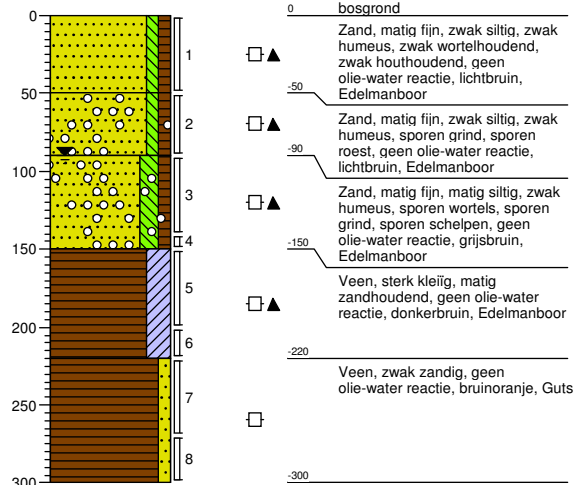 0
50
100
150
200
250
300
1
2
3
4
5
6
7
8
0
bosgrond
Zand, matig fijn, zwak siltig, zwak
humeus, zwak wortelhoudend,
zwak houthoudend, geen
olie-water reactie, lichtbruin,
Edelmanboor
-50
Zand, matig fijn, zwak siltig, zwak
humeus, sporen grind, sporen
roest, geen olie-water reactie,
lichtbruin, Edelmanboor
-90
Zand, matig fijn, matig siltig, zwak
humeus, sporen wortels, sporen
grind, sporen schelpen, geen
olie-water reactie, grijsbruin,
Edelmanboor
-150
Veen, sterk kleiïg, matig
zandhoudend, geen olie-water
reactie, donkerbruin, Edelmanboor
-220
Veen, zwak zandig, geen
olie-water reactie, bruinoranje, Guts
-300